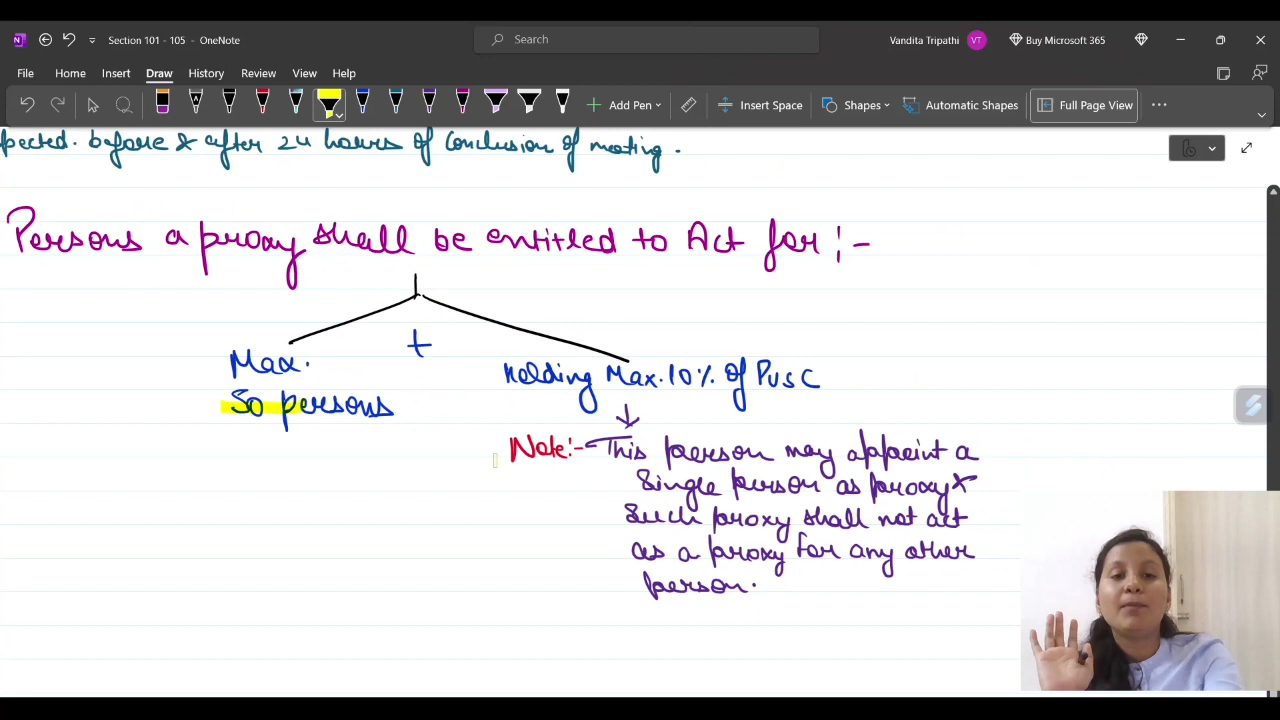 Section 101 - 105 - OneNote
Search
Vandita Tripathi
VT
Buy Microsoft 365
File Home Insert Draw History Review View Help
Add Pen
Insert Space
Shapes
Automatic Shapes
Full Page View
pected. before & after 24 hours of Conclusion of meeting.
Persons a proxy shall be entitled to Act for :-
Max. + Holding Max. 10% of PUSC
50 persons
Note:- This person may appoint a
Single person as proxy &
Such proxy shall not act
as a proxy for any other
person.